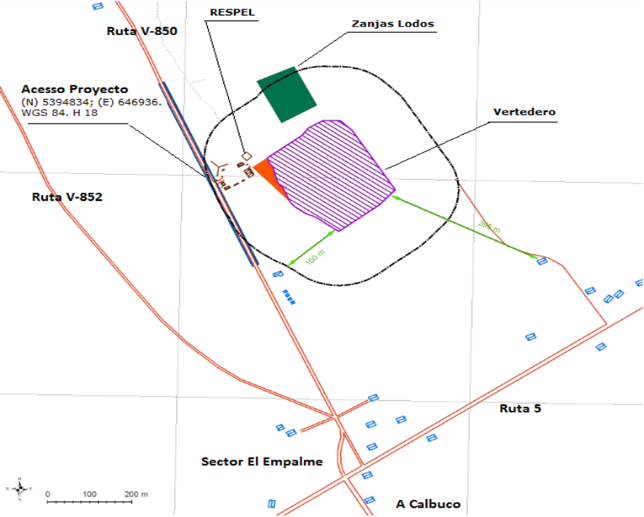 RESPEL
Ruta V-850
Zanjas Lodos
Acesso Proyecto
(N) 5394834; (E) 646936.
WGS 84. H 18
Vertedero
Ruta V-852
150 m
Ruta 5
Sector El Empalme
A Calbuco
0 100 200 m